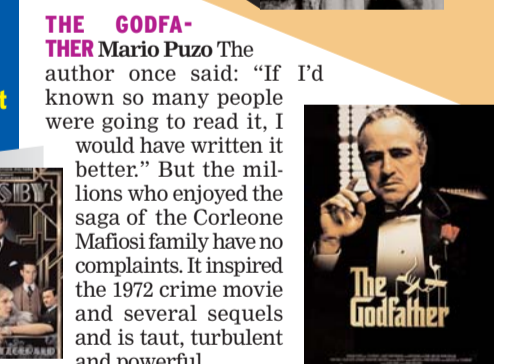 THE GODFA-
THER Mario Puzo The
author once said: “If I’d
known so many people
were going to read it, I
would have written it
better.” But the mil-
lions who enjoyed the
saga of the Corleone
Mafiosi family have no
complaints. It inspired
the 1972 crime movie
and several sequels
and is taut, turbulent
and powerful
The
Godfather